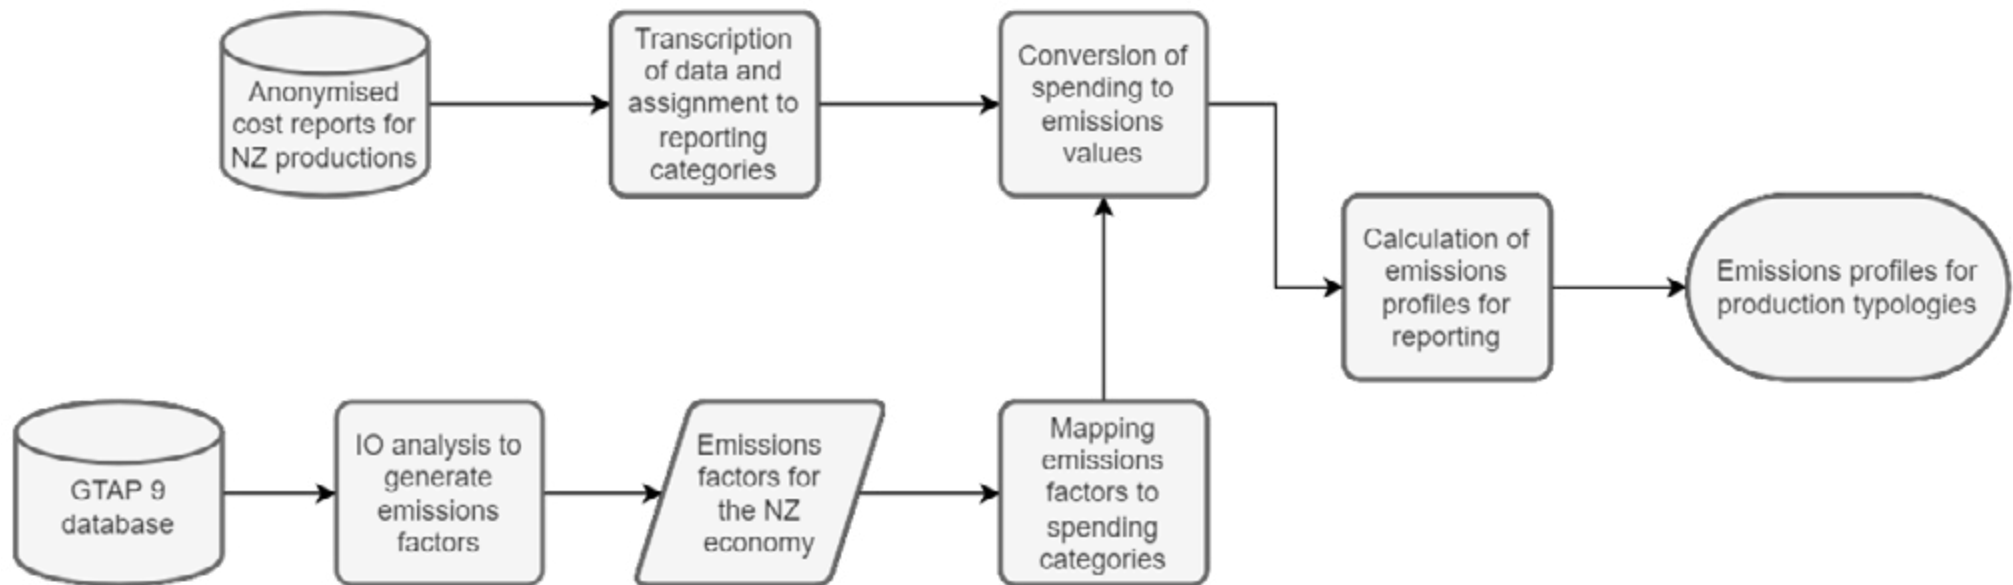 Anonymised
cost reports for
NZ productions
Transcription
of data and
assignment to
reporting
categories
Conversion of
spending to
emissions
values
Calculation of
emissions
profiles for
reporting
Emissions profiles for
production typologies
GTAP 9
database
IO analysis to
generate
emissions
factors
Emissions
factors for
the NZ
economy
Mapping
emissions
factors to
spending
categories